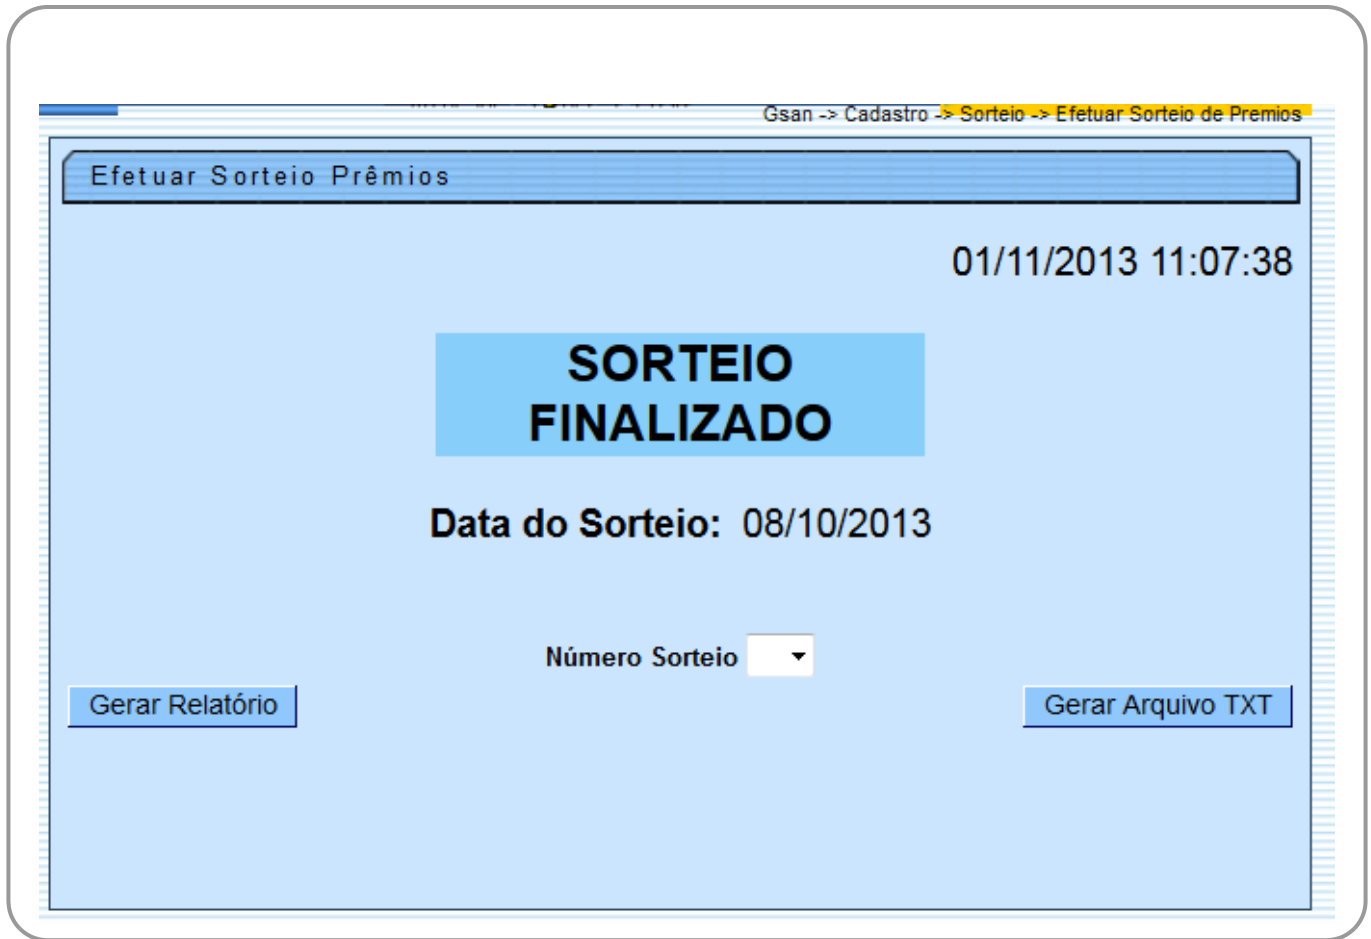 Gsan -> Cadastro -> Sorteio -> Efetuar Sorteio de Premios
Efetuar Sorteio Prêmios
01/11/2013 11:07:38
SORTEIO
FINALIZADO
Data do Sorteio: 08/10/2013
Número Sorteio
Gerar Relatório
Gerar Arquivo TXT